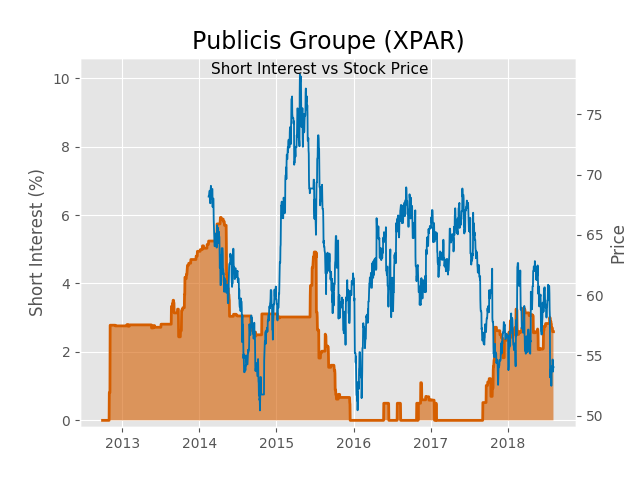 Publicis Groupe (XPAR)
Short Interest vs Stock Price
Short Interest (%)
10
8
6
4
2
0
75
70
65
60
55
50
Price
2013 2014 2015 2016 2017 2018